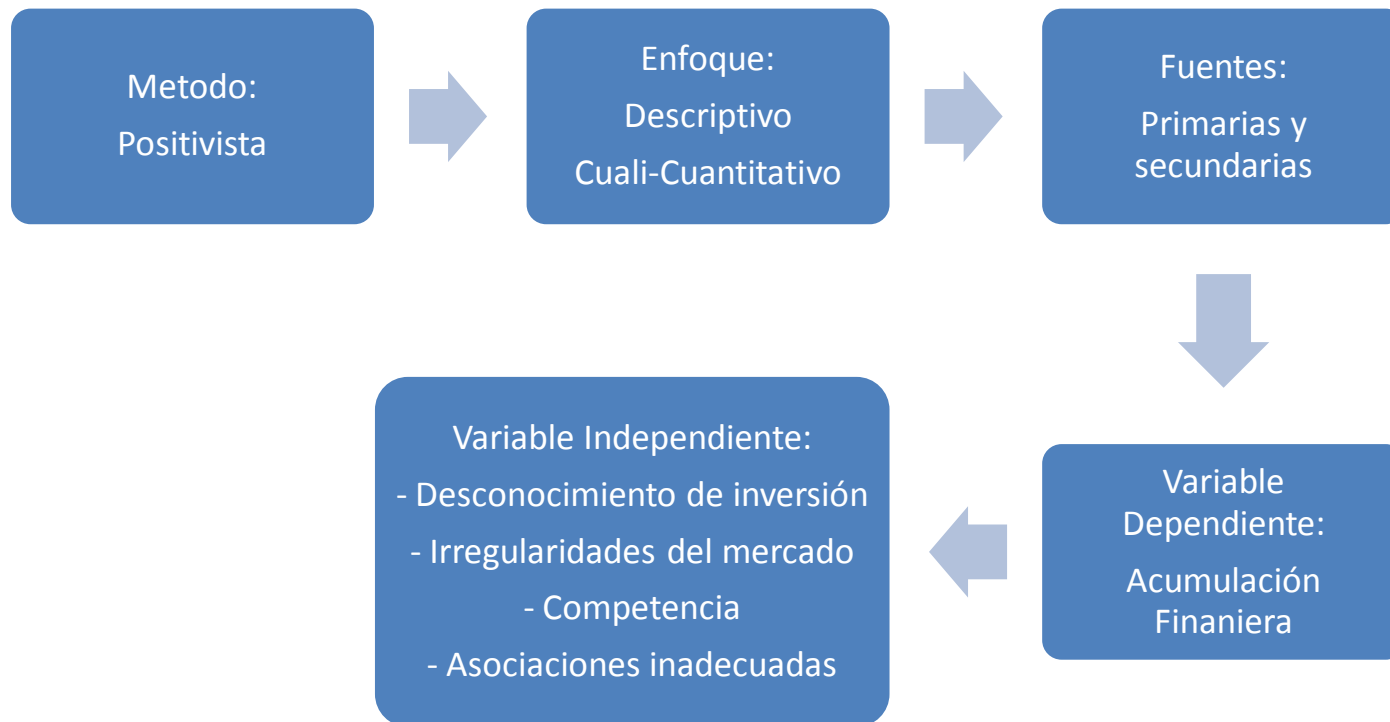 Metodo:
Positivista
Enfoque:
Descriptivo
Cuali-Cuantitativo
Fuentes:
Primarias y
secundarias
Variable
Dependiente:
Acumulación
Finaniera
Variable Independiente:
- Desconocimiento de inversión
- Irregularidades del mercado
- Competencia
- Asociaciones inadecuadas